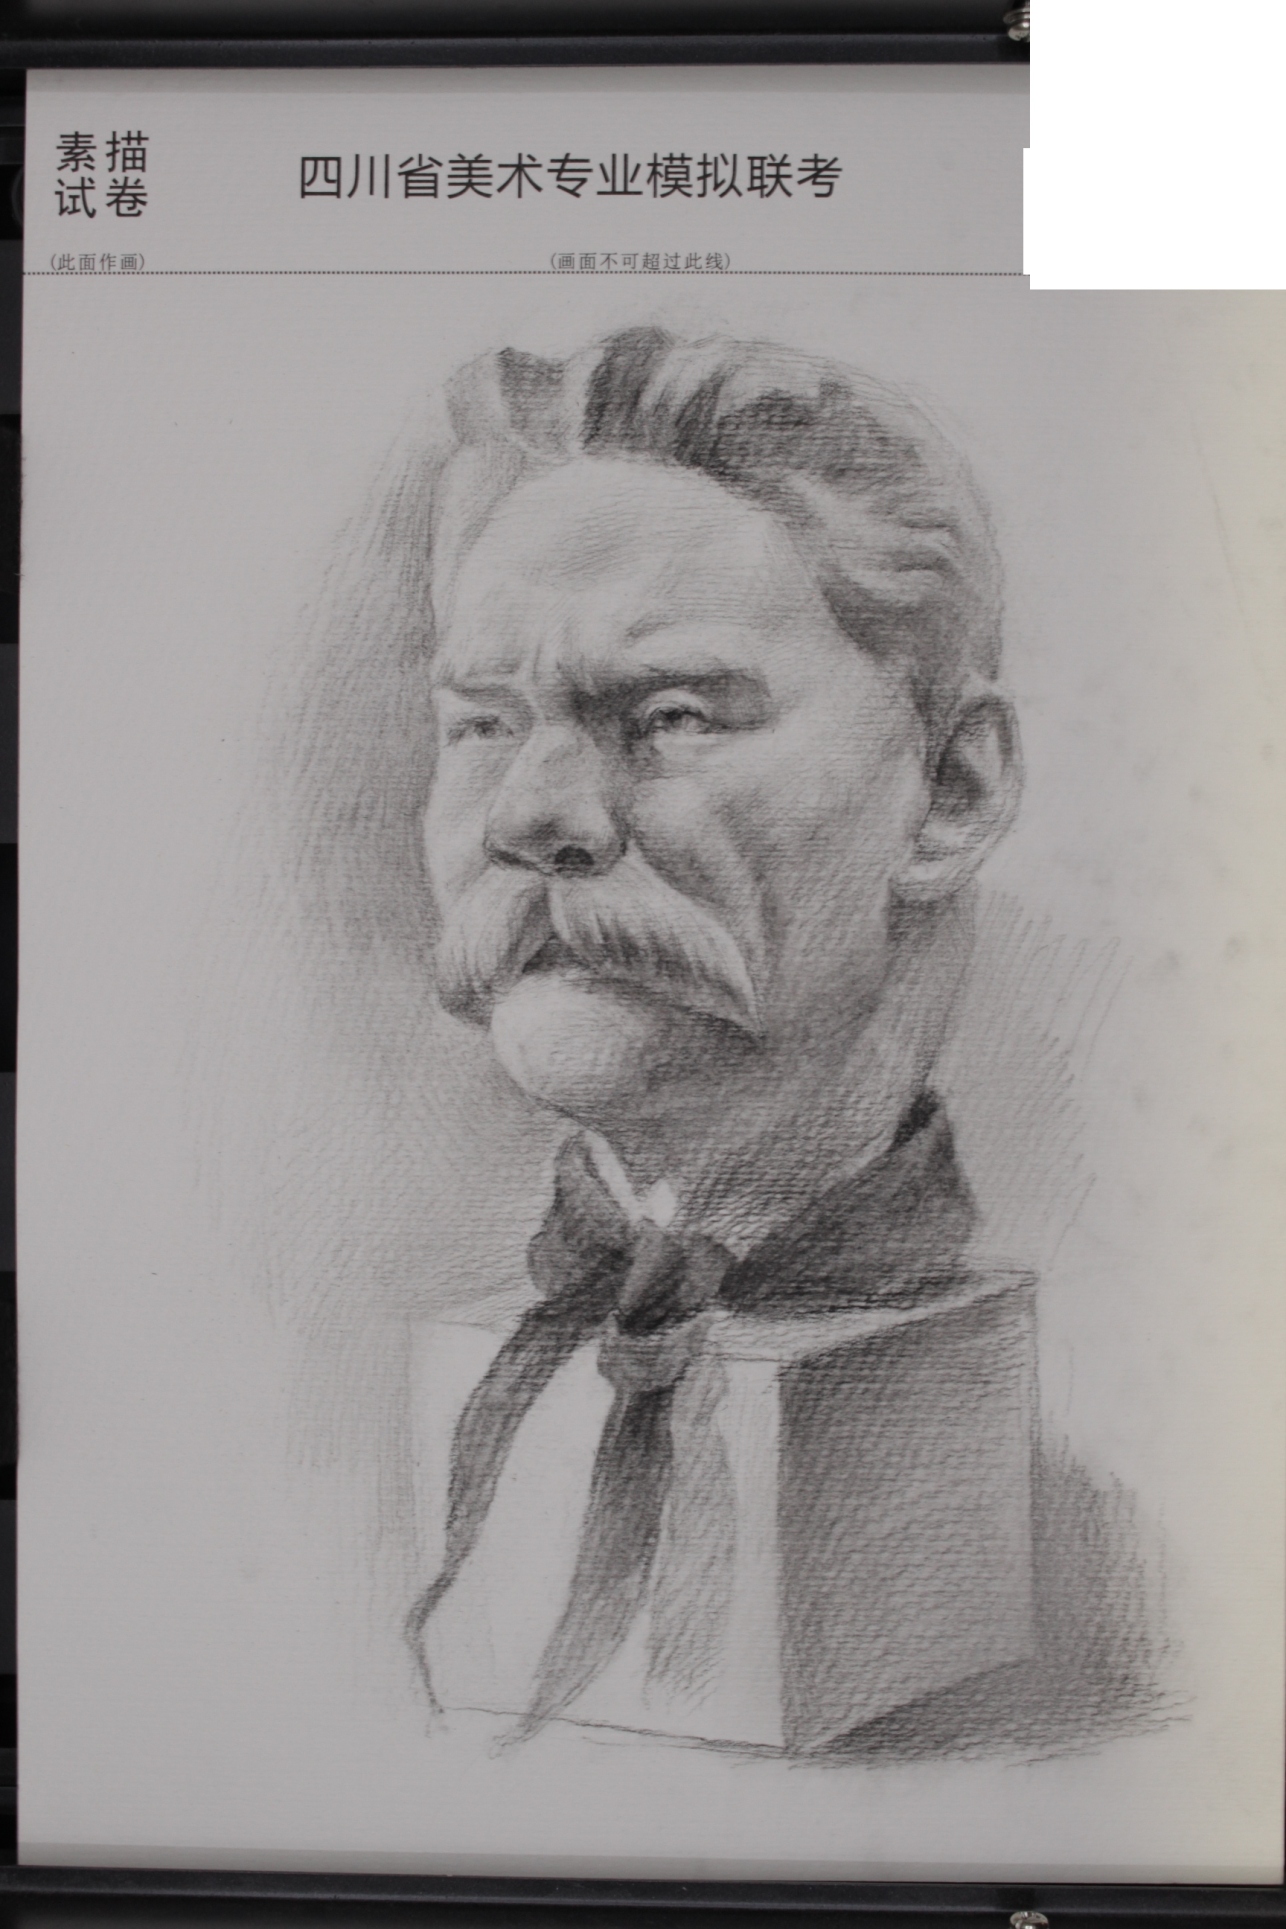 素描
试卷
四川省美术专业模拟联考
(此面作画)
(画面不可超过此线)